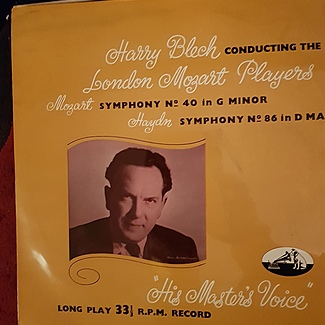 Harry Blech CONDUCTING THE
London Mozart Players
Mozart SYMPHONY Nº 40 in G MINOR
Haydn SYMPHONY Nº 86 in D MA
"His Master's Voice"
LONG PLAY 33⅓ R.P.M. RECORD